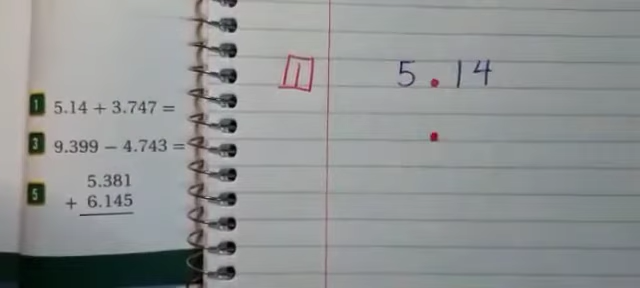 1 5.14 + 3.747 =
3 9.399 − 4.743 =
5 5.381
+ 6.145
1 5.14
.